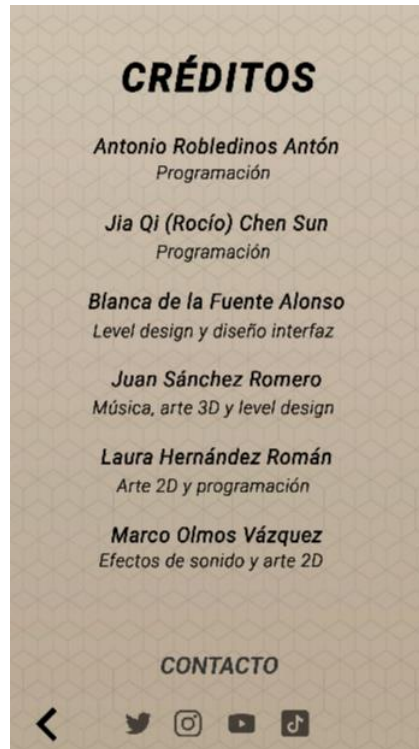 CRÉDITOS
Antonio Robledinos Antón
Programación
Jia Qi (Rocío) Chen Sun
Programación
Blanca de la Fuente Alonso
Level design y diseño interfaz
Juan Sánchez Romero
Música, arte 3D y level design
Laura Hernández Román
Arte 2D y programación
Marco Olmos Vázquez
Efectos de sonido y arte 2D
CONTACTO